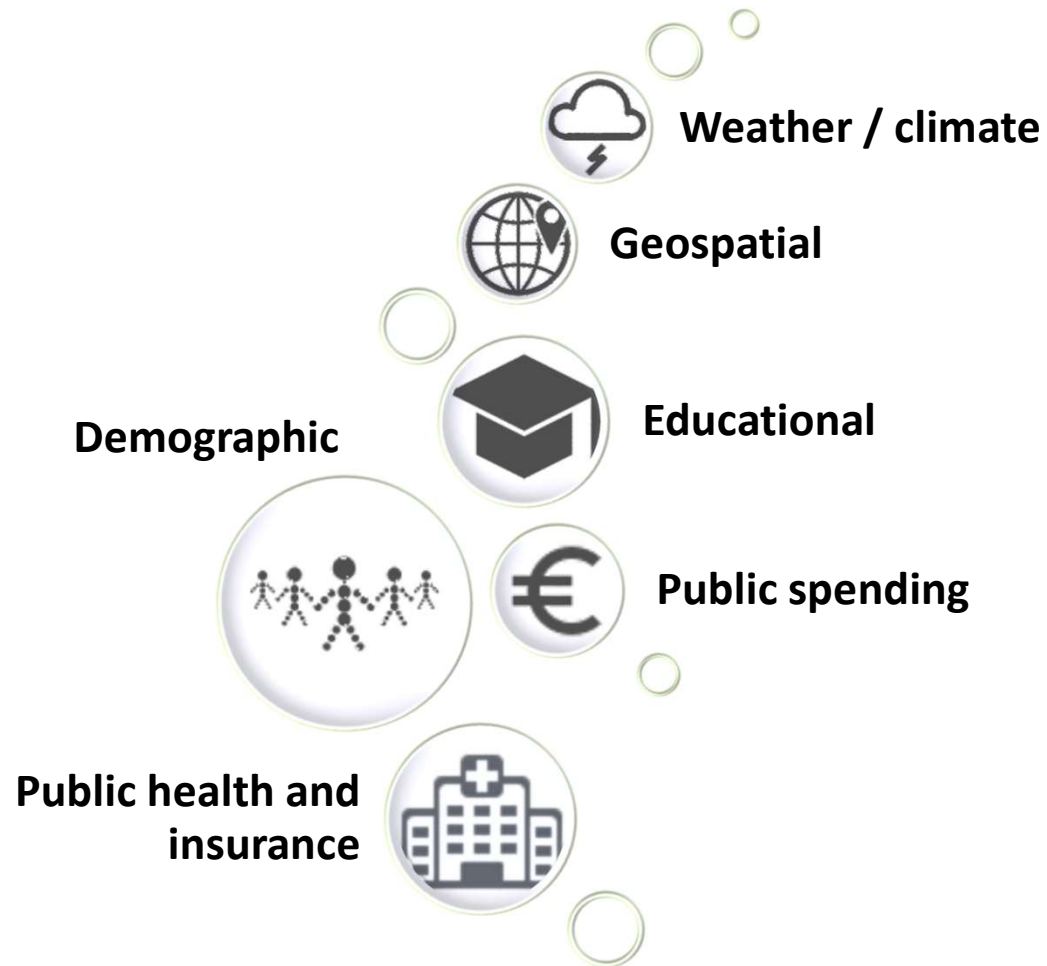 Weather / climate
Geospatial
Educational
Demographic
Public spending
Public health and
insurance